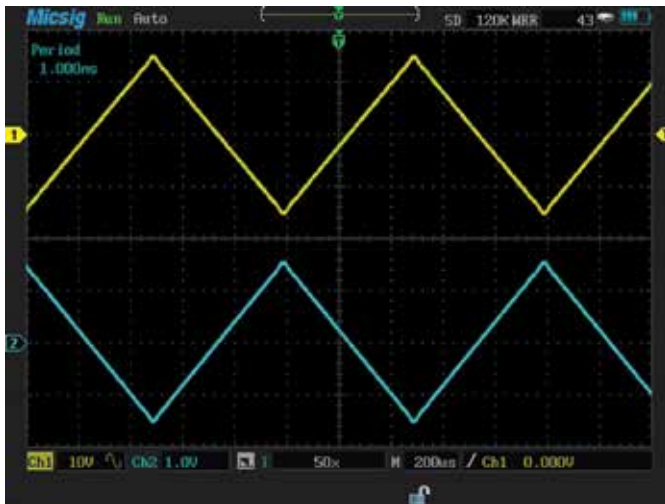 Micsig Run Auto SD 120K WRR 43
T
Period
1.000ms
1
2
Ch1 10V Ch2 1.0V T 50% M 200us Ch1 0.000V